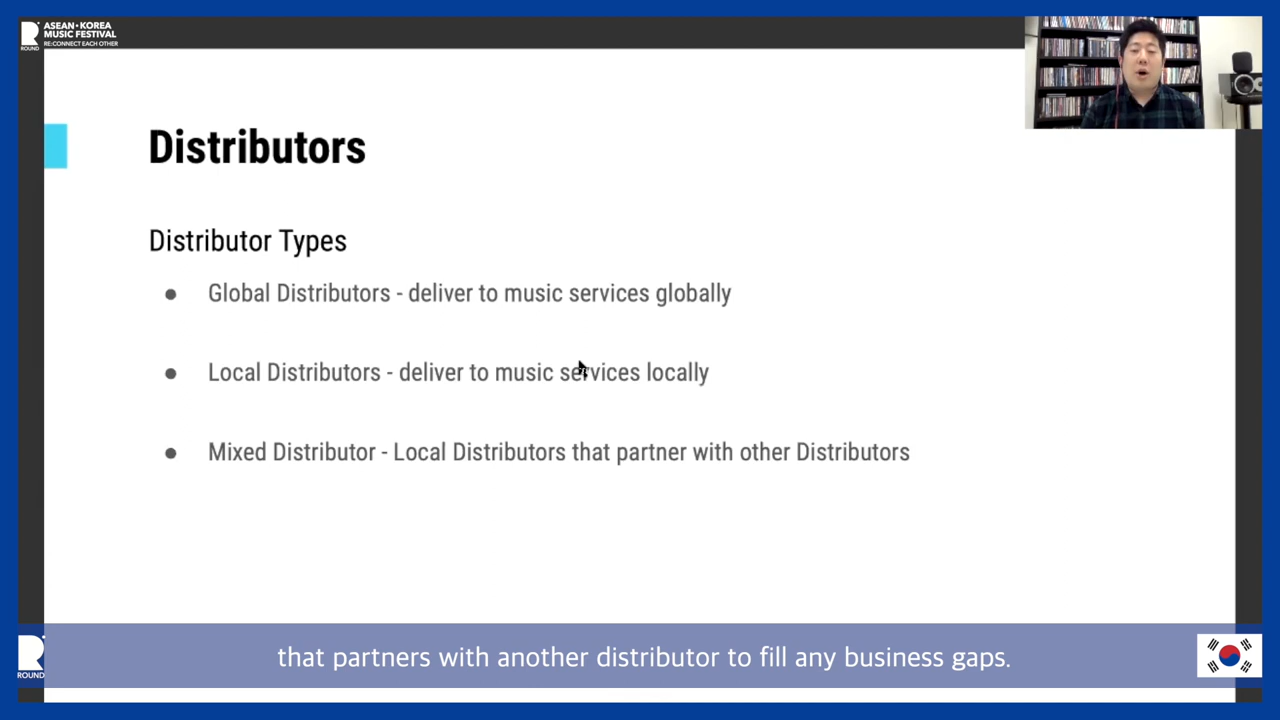 ROUND
ASEAN•KOREA
MUSIC FESTIVAL
RE:CONNECT EACH OTHER
Distributors
Distributor Types
Global Distributors - deliver to music services globally
Local Distributors - deliver to music services locally
Mixed Distributor - Local Distributors that partner with other Distributors
that partners with another distributor to fill any business gaps.
ROUND